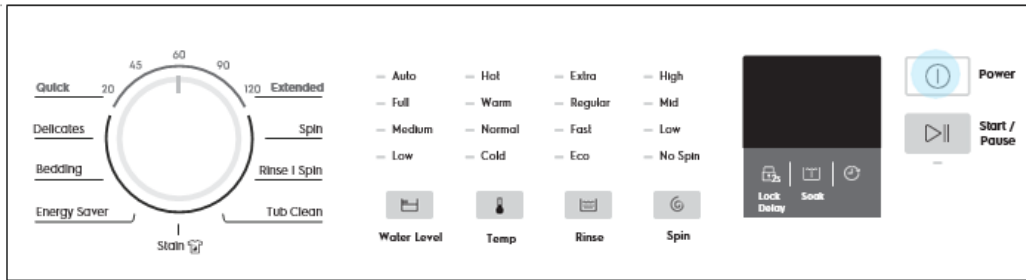 60
45 90
Quick 20 120 Extended
Delicates Spin
Bedding Rinse I Spin
Energy Saver Tub Clean
Stain
Auto Hot Extra High
Full Warm Regular Mid
Medium Normal Fast Low
Low Cold Eco No Spin
Water Level Temp Rinse Spin
2s
Lock Soak
Delay
Power
Start /
Pause